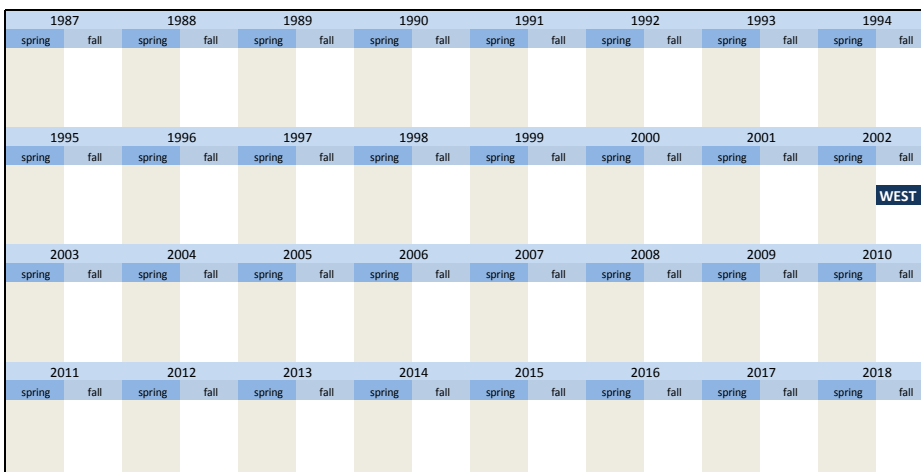 1987 1988 1989 1990 1991 1992 1993 1994
spring fall spring fall spring fall spring fall spring fall spring fall spring fall spring fall
1995 1996 1997 1998 1999 2000 2001 2002
spring fall spring fall spring fall spring fall spring fall spring fall spring fall spring fall
WEST
2003 2004 2005 2006 2007 2008 2009 2010
spring fall spring fall spring fall spring fall spring fall spring fall spring fall spring fall
2011 2012 2013 2014 2015 2016 2017 2018
spring fall spring fall spring fall spring fall spring fall spring fall spring fall spring fall